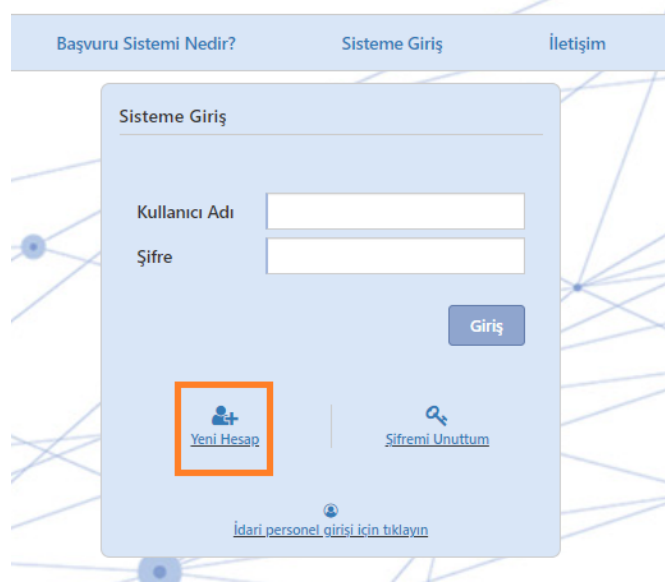 Başvuru Sistemi Nedir? Sisteme Giriş İletişim
Sisteme Giriş
Kullanıcı Adı
Şifre
Giriş
Yeni Hesap Şifremi Unuttum
İdari personel girişi için tıklayın